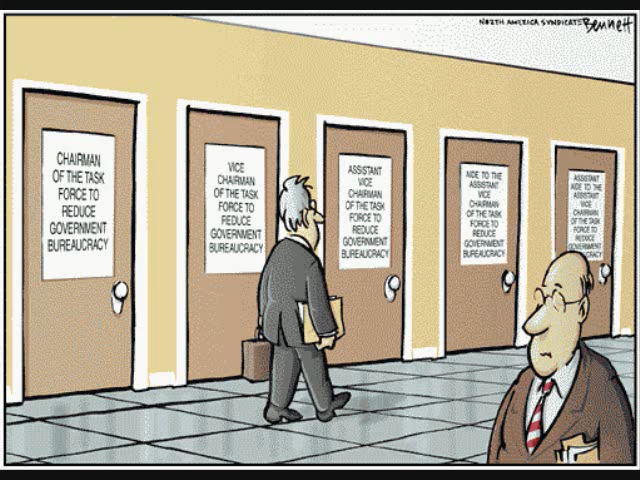 NORTH AMERICA SYNDICATE Bennett
CHAIRMAN
OF THE TASK
FORCE TO
REDUCE
GOVERNMENT
BUREAUCRACY
VICE
CHAIRMAN
OF THE TASK
FORCE TO
REDUCE
GOVERNMENT
BUREAUCRACY
ASSISTANT
VICE
CHAIRMAN
OF THE TASK
FORCE TO
REDUCE
GOVERNMENT
BUREAUCRACY
AIDE TO THE
ASSISTANT
VICE
CHAIRMAN
OF THE TASK
FORCE TO
REDUCE
GOVERNMENT
BUREAUCRACY
ASSISTANT
AIDE TO THE
ASSISTANT
VICE
CHAIRMAN
OF THE TASK
FORCE TO
REDUCE
GOVERNMENT